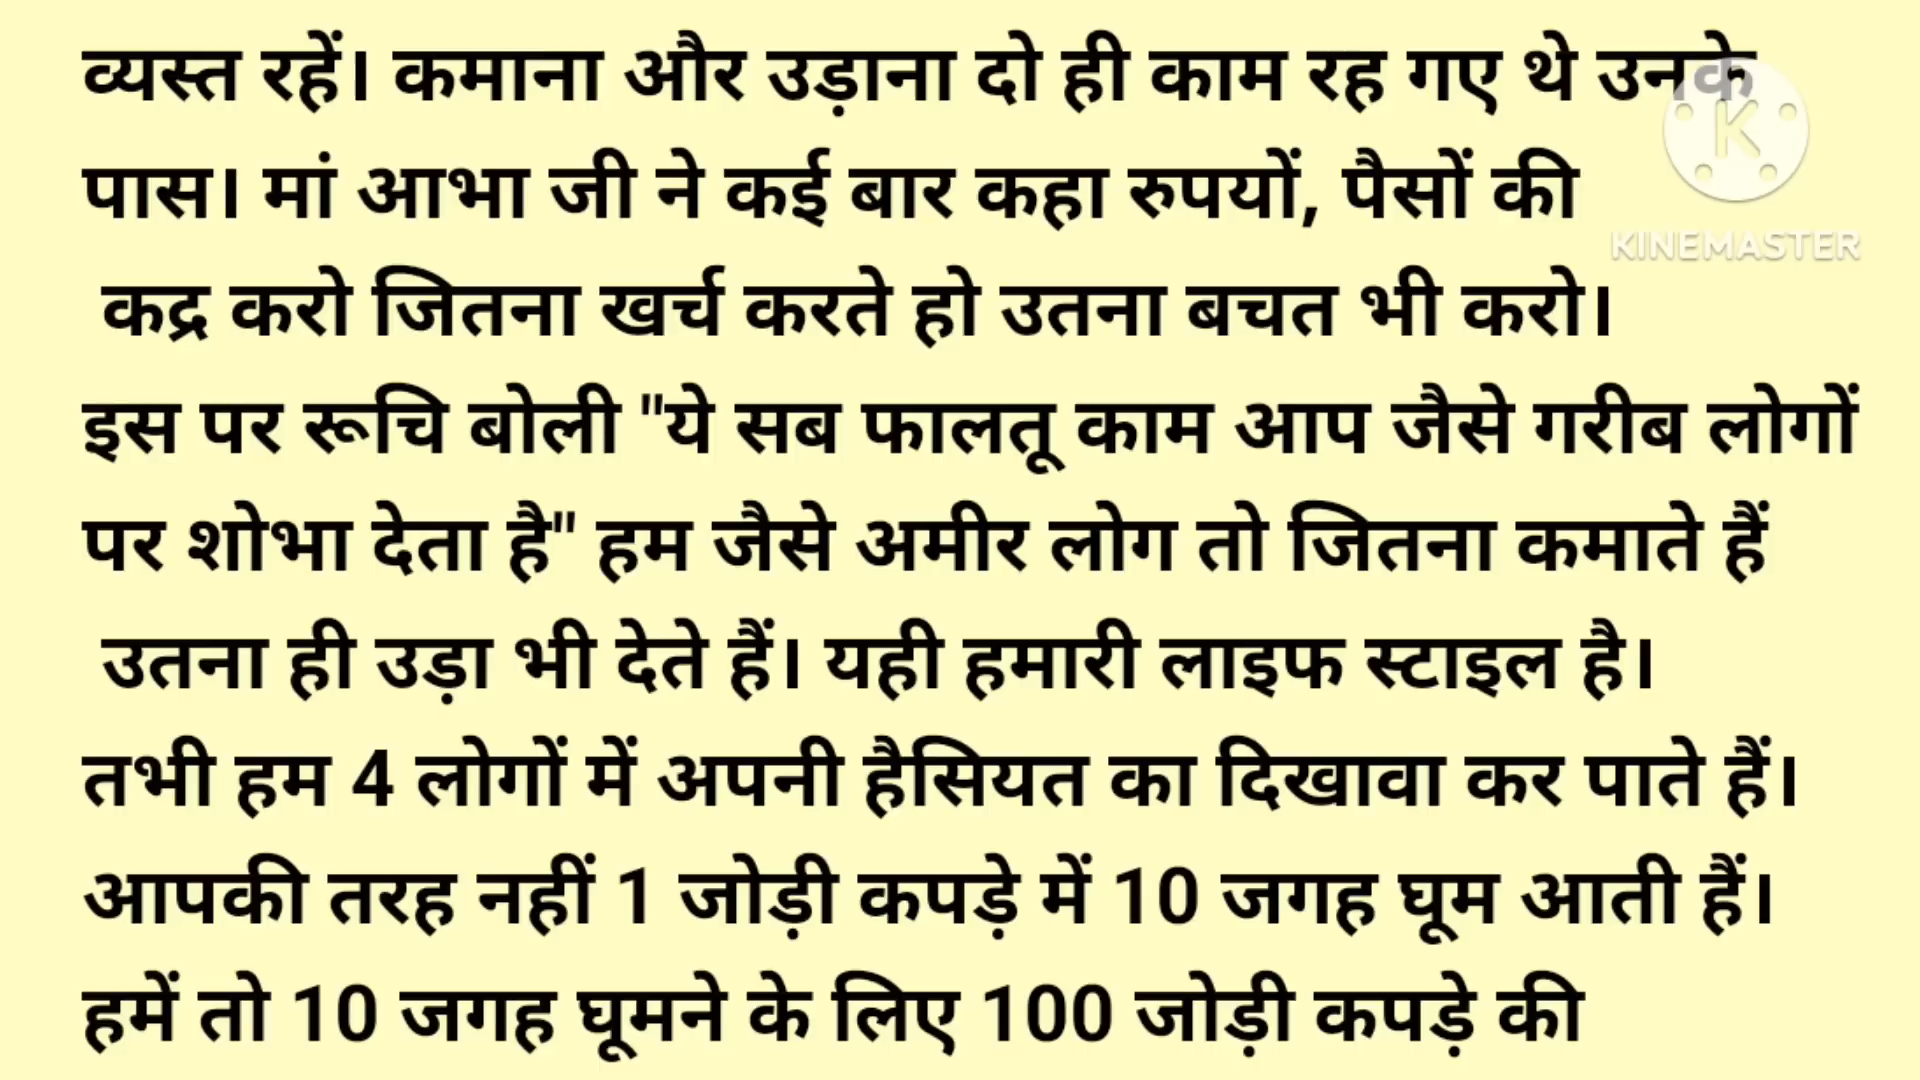 व्यस्त रहें। कमाना और उड़ाना दो ही काम रह गए थे उनके
पास। मां आभा जी ने कई बार कहा रुपयों, पैसों की
कद्र करो जितना खर्च करते हो उतना बचत भी करो।
इस पर रूचि बोली "ये सब फालतू काम आप जैसे गरीब लोगों
पर शोभा देता है" हम जैसे अमीर लोग तो जितना कमाते हैं
उतना ही उड़ा भी देते हैं। यही हमारी लाइफ स्टाइल है।
तभी हम 4 लोगों में अपनी हैसियत का दिखावा कर पाते हैं।
आपकी तरह नहीं 1 जोड़ी कपड़े में 10 जगह घूम आती हैं।
हमें तो 10 जगह घूमने के लिए 100 जोड़ी कपड़े की
K
KINEMASTER